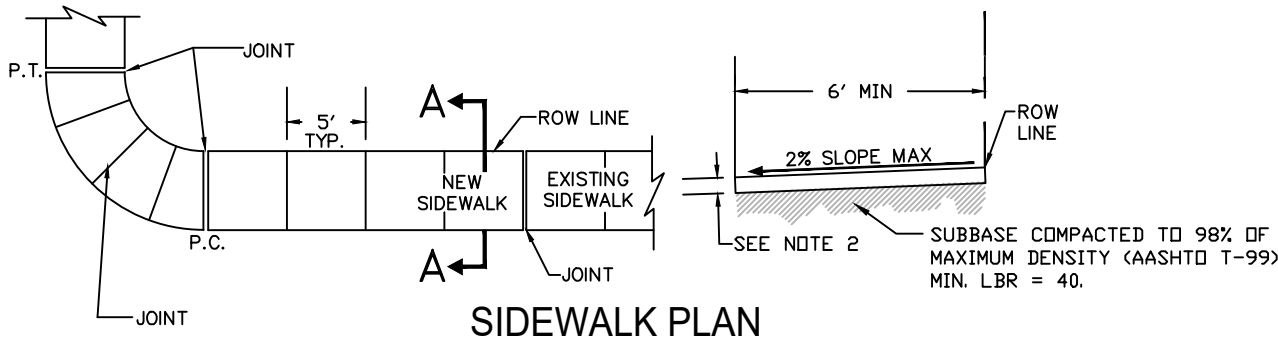 JOINT
P.T.
A
5'
TYP.
ROW LINE
NEW
SIDEWALK
EXISTING
SIDEWALK
P.C.
A
JOINT
JOINT
SIDEWALK PLAN
6' MIN
ROW
LINE
2% SLOPE MAX
SEE NOTE 2
SUBBASE COMPACTED TO 98% OF
MAXIMUM DENSITY (AASHTO T-99)
MIN. LBR = 40.